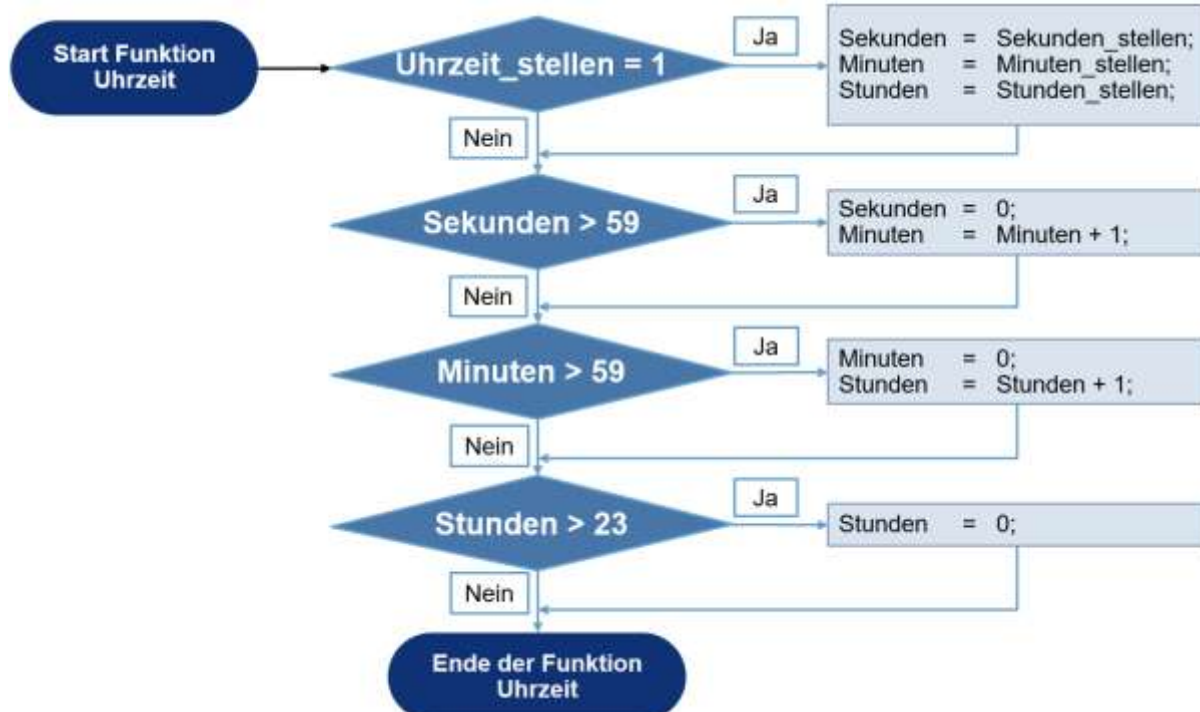 Start Funktion
Uhrzeit
Uhrzeit_stellen = 1
Ja
Sekunden = Sekunden_stellen;
Minuten = Minuten_stellen;
Stunden = Stunden_stellen;
Nein
Sekunden > 59
Ja
Sekunden = 0;
Minuten = Minuten + 1;
Nein
Minuten > 59
Ja
Minuten = 0;
Stunden = Stunden + 1;
Nein
Stunden > 23
Ja
Stunden = 0;
Nein
Ende der Funktion
Uhrzeit